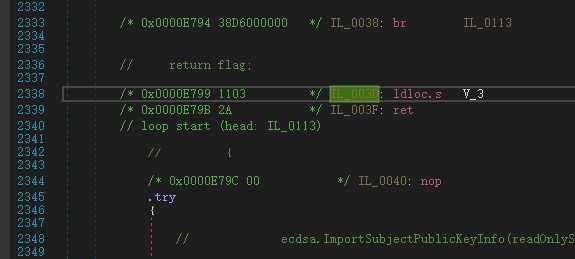 2332
2333 /* 0x0000E794 38D6000000 */ IL_0038: br IL_0113
2334
2335
2336 // return flag;
2337
2338 /* 0x0000E799 1103 */ IL_003D: ldloc.s V_3
2339 /* 0x0000E79B 2A */ IL_003F: ret
2340 // loop start (head: IL_0113)
2341
2342 // {
2343
2344 /* 0x0000E79C 00 */ IL_0040: nop
2345 .try
2346 {
2347
2348 // ecdsa.ImportSubjectPublicKeyInfo(readOnlyS